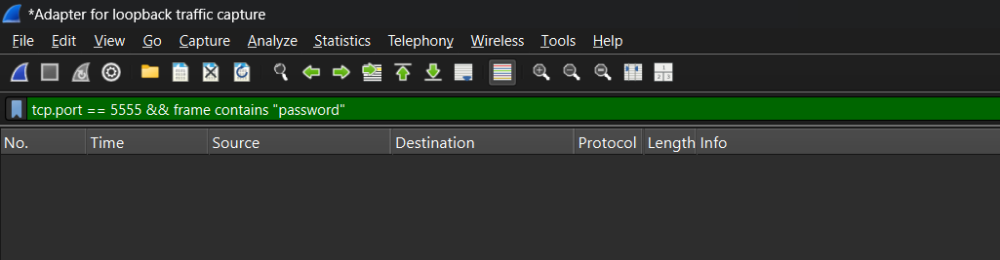 *Adapter for loopback traffic capture
File Edit View Go Capture Analyze Statistics Telephony Wireless Tools Help
tcp.port == 5555 && frame contains "password"
No. Time Source Destination Protocol Length Info